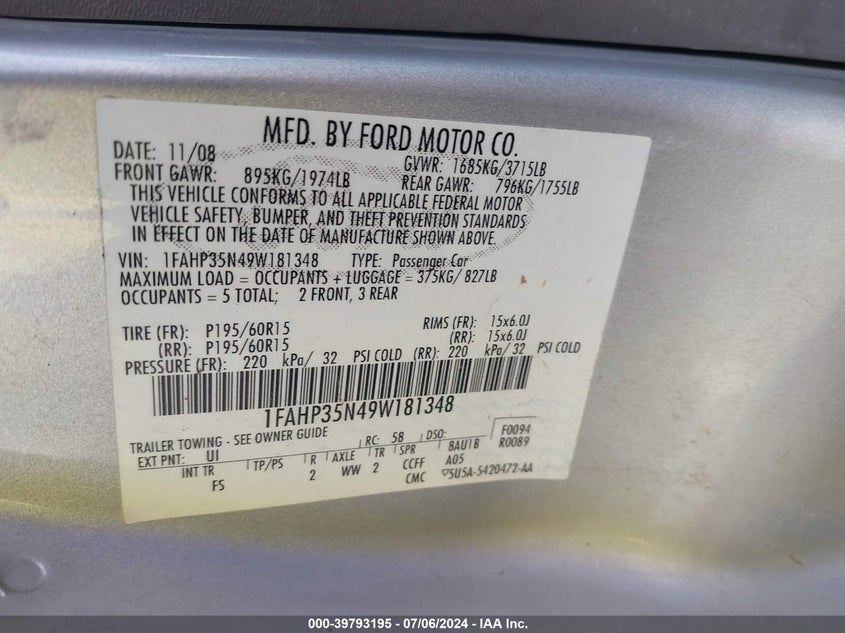 MFD. BY FORD MOTOR CO.
DATE: 11/08 GVWR: 1685KG/3715LB
FRONT GAWR: 895KG/1974LB REAR GAWR: 796KG/1755LB
THIS VEHICLE CONFORMS TO ALL APPLICABLE FEDERAL MOTOR
VEHICLE SAFETY, BUMPER, AND THEFT PREVENTION STANDARDS
IN EFFECT ON THE DATE OF MANUFACTURE SHOWN ABOVE.
VIN: 1FAHP35N49W181348 TYPE: Passenger Car
MAXIMUM LOAD = OCCUPANTS + LUGGAGE = 375KG/ 827LB
OCCUPANTS = 5 TOTAL; 2 FRONT, 3 REAR
TIRE (FR): P195/60R15 RIMS (FR): 15x6.0J
(RR): P195/60R15 (RR): 15x6.0J
PRESSURE (FR): 220 kPa/ 32 PSI COLD (RR): 220 kPa/ 32 PSI COLD
1FAHP35N49W181348
TRAILER TOWING - SEE OWNER GUIDE F0094
EXT PNT: UI RC: 58 DSO: 8AU1B R0089
INT TR TP/PS R AXLE TR SPR A05
FS 2 WW 2 CCFF
CMC ▽5U5A-5420472-AA
000-39793195 - 07/06/2024 - IAA Inc.